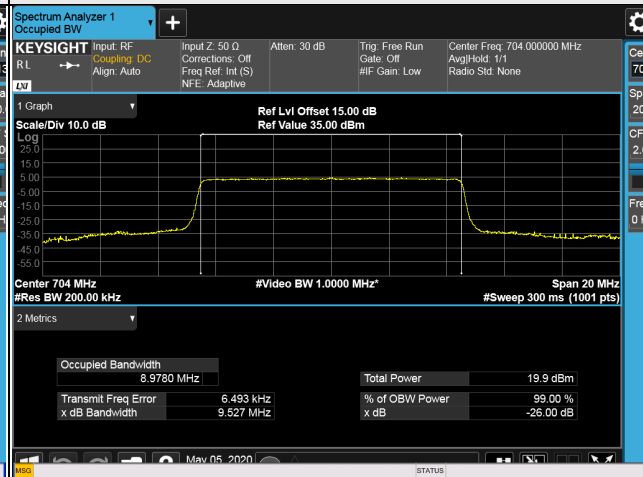 Spectrum Analyzer 1
Occupied BW
KEYSIGHT
R L
LXI
Input: RF
Coupling: DC
Align: Auto
Input Z: 50 Ω
Corrections: Off
Freq Ref: Int (S)
NFE: Adaptive
Atten: 30 dB
Trig: Free Run
Gate: Off
#IF Gain: Low
Center Freq: 704.000000 MHz
Avg|Hold: 1/1
Radio Std: None
1 Graph
Scale/Div 10.0 dB
Ref Lvl Offset 15.00 dB
Ref Value 35.00 dBm
Log
25.0
15.0
5.00
-5.00
-15.0
-25.0
-35.0
-45.0
-55.0
Center 704 MHz
#Video BW 1.0000 MHz*
Span 20 MHz
#Res BW 200.00 kHz
#Sweep 300 ms (1001 pts)
2 Metrics
Occupied Bandwidth
8.9780 MHz
Total Power 19.9 dBm
Transmit Freq Error 6.493 kHz
% of OBW Power 99.00 %
x dB Bandwidth 9.527 MHz
x dB -26.00 dB
May 05, 2020
MSG
STATUS